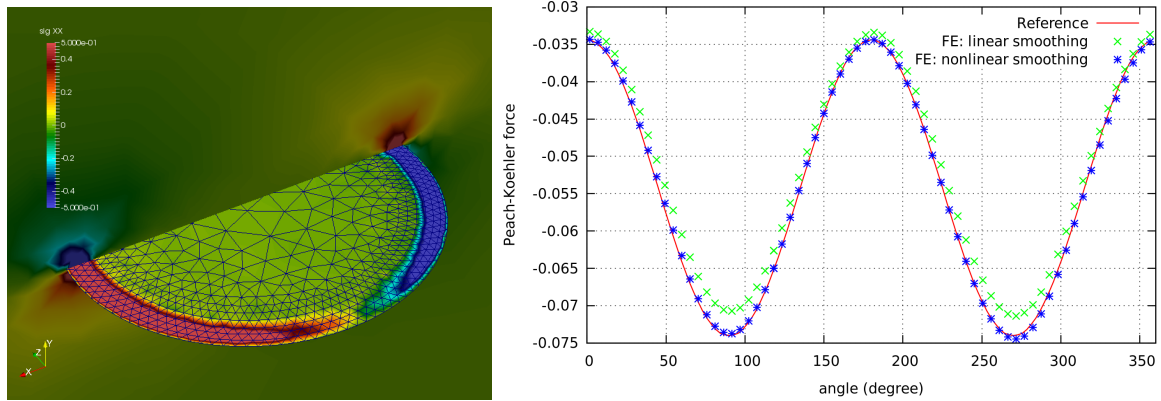 sig XX
5.000e-01
0.4
0.2
0
-0.2
-0.4
-5.000e-01
Y
Z
X
-0.03
-0.035
-0.04
-0.045
-0.05
-0.055
-0.06
-0.065
-0.07
-0.075
Peach-Koehler force
Reference
FE: linear smoothing
FE: nonlinear smoothing
0 50 100 150 200 250 300 350
angle (degree)